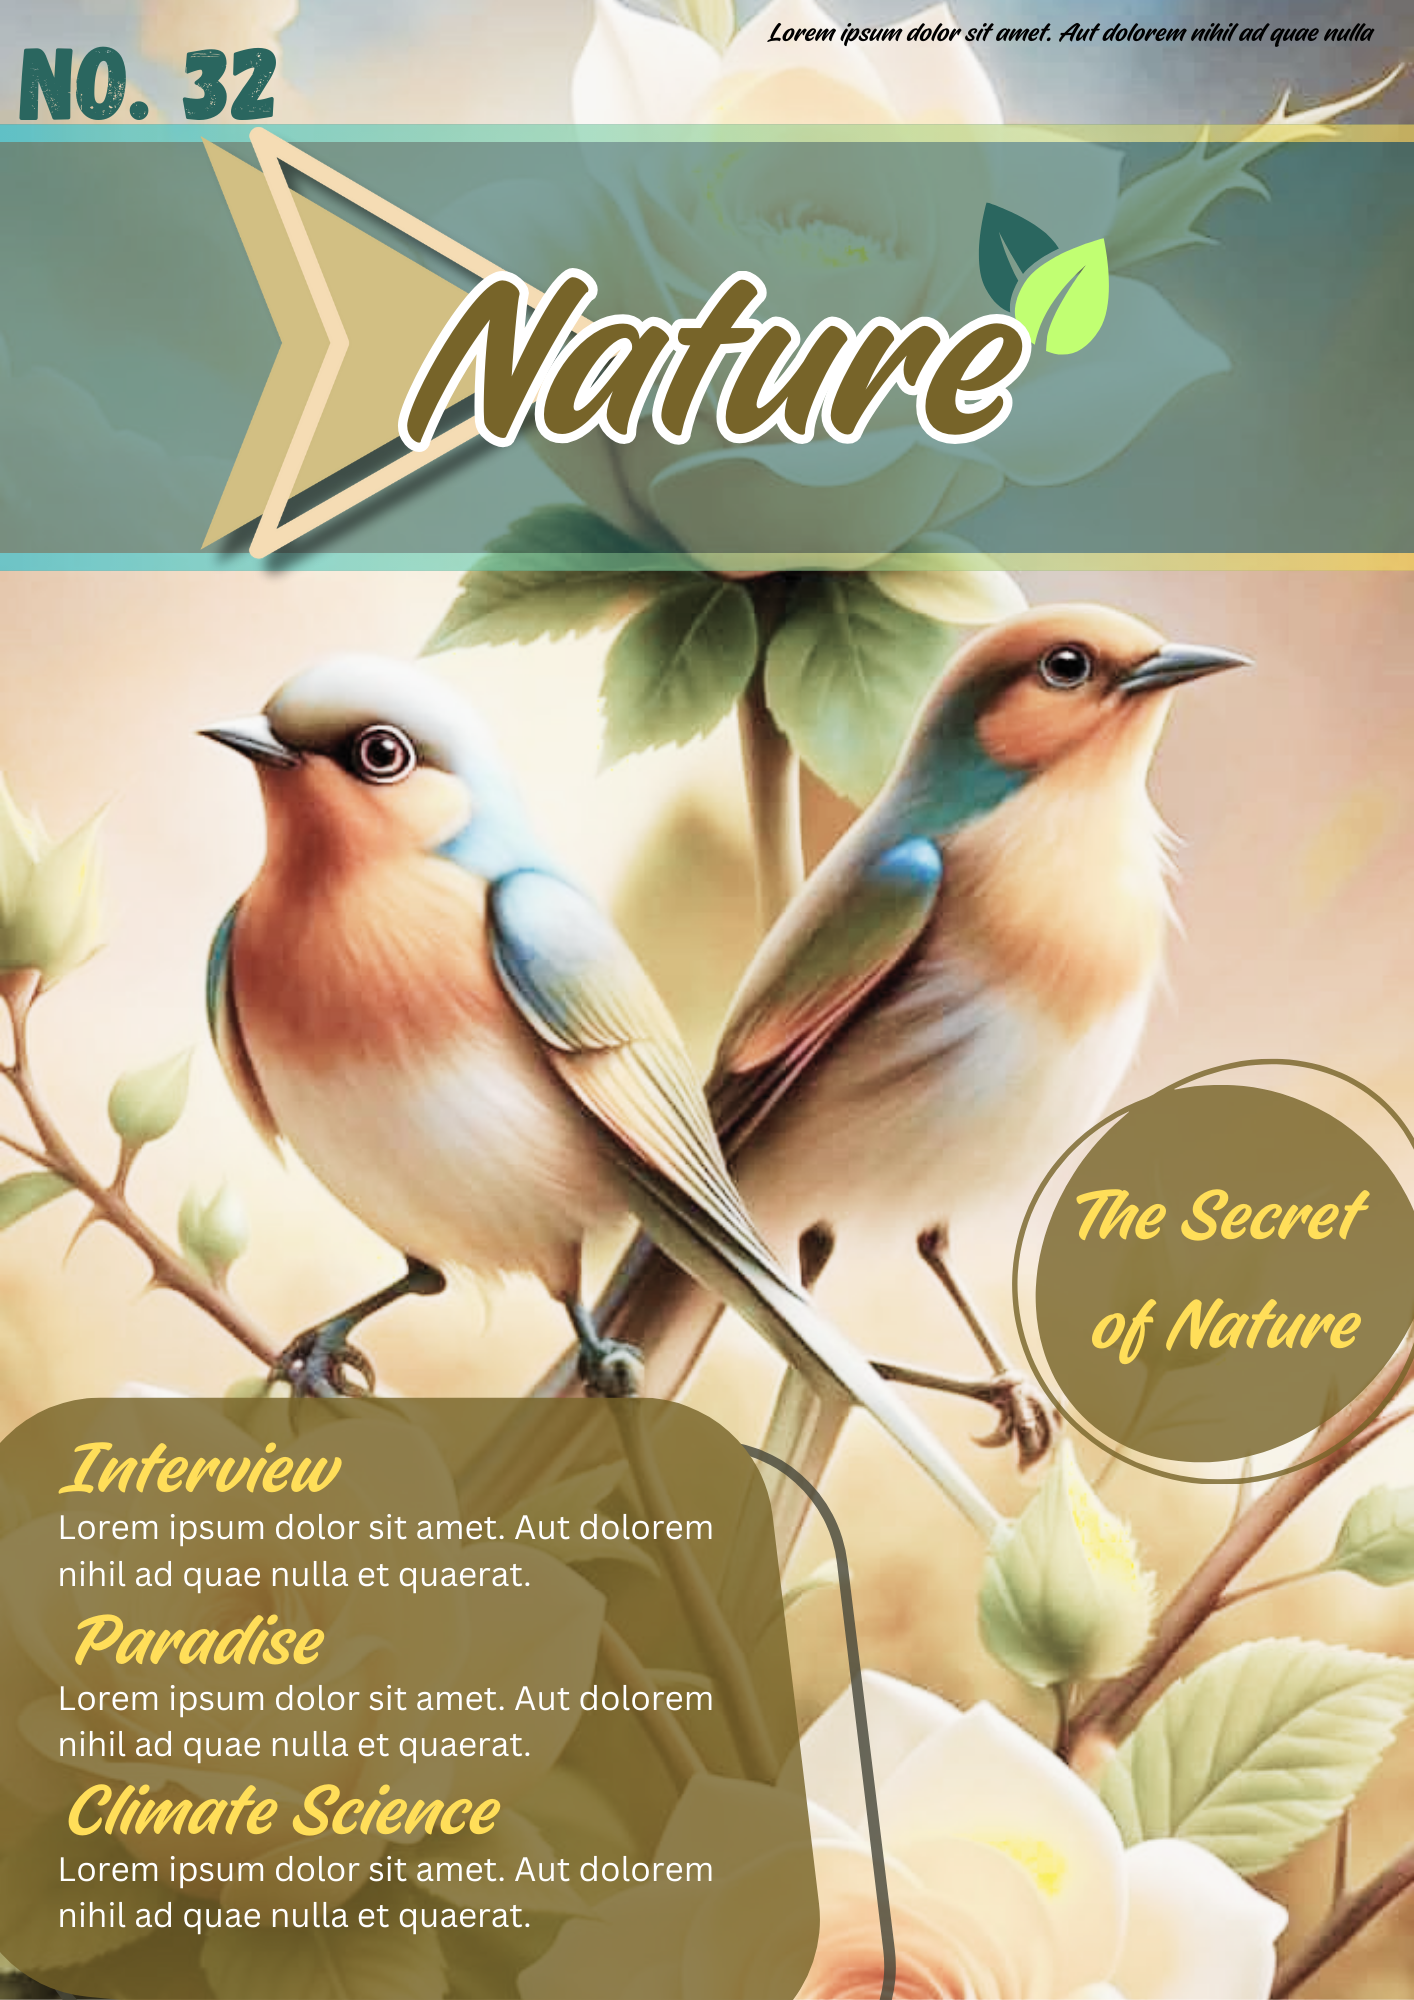 Lorem ipsum dolor sit amet. Aut dolorem nihil ad quae nulla
NO. 32
Nature
The Secret
of Nature
Interview
Lorem ipsum dolor sit amet. Aut dolorem
nihil ad quae nulla et quaerat.
Paradise
Lorem ipsum dolor sit amet. Aut dolorem
nihil ad quae nulla et quaerat.
Climate Science
Lorem ipsum dolor sit amet. Aut dolorem
nihil ad quae nulla et quaerat.